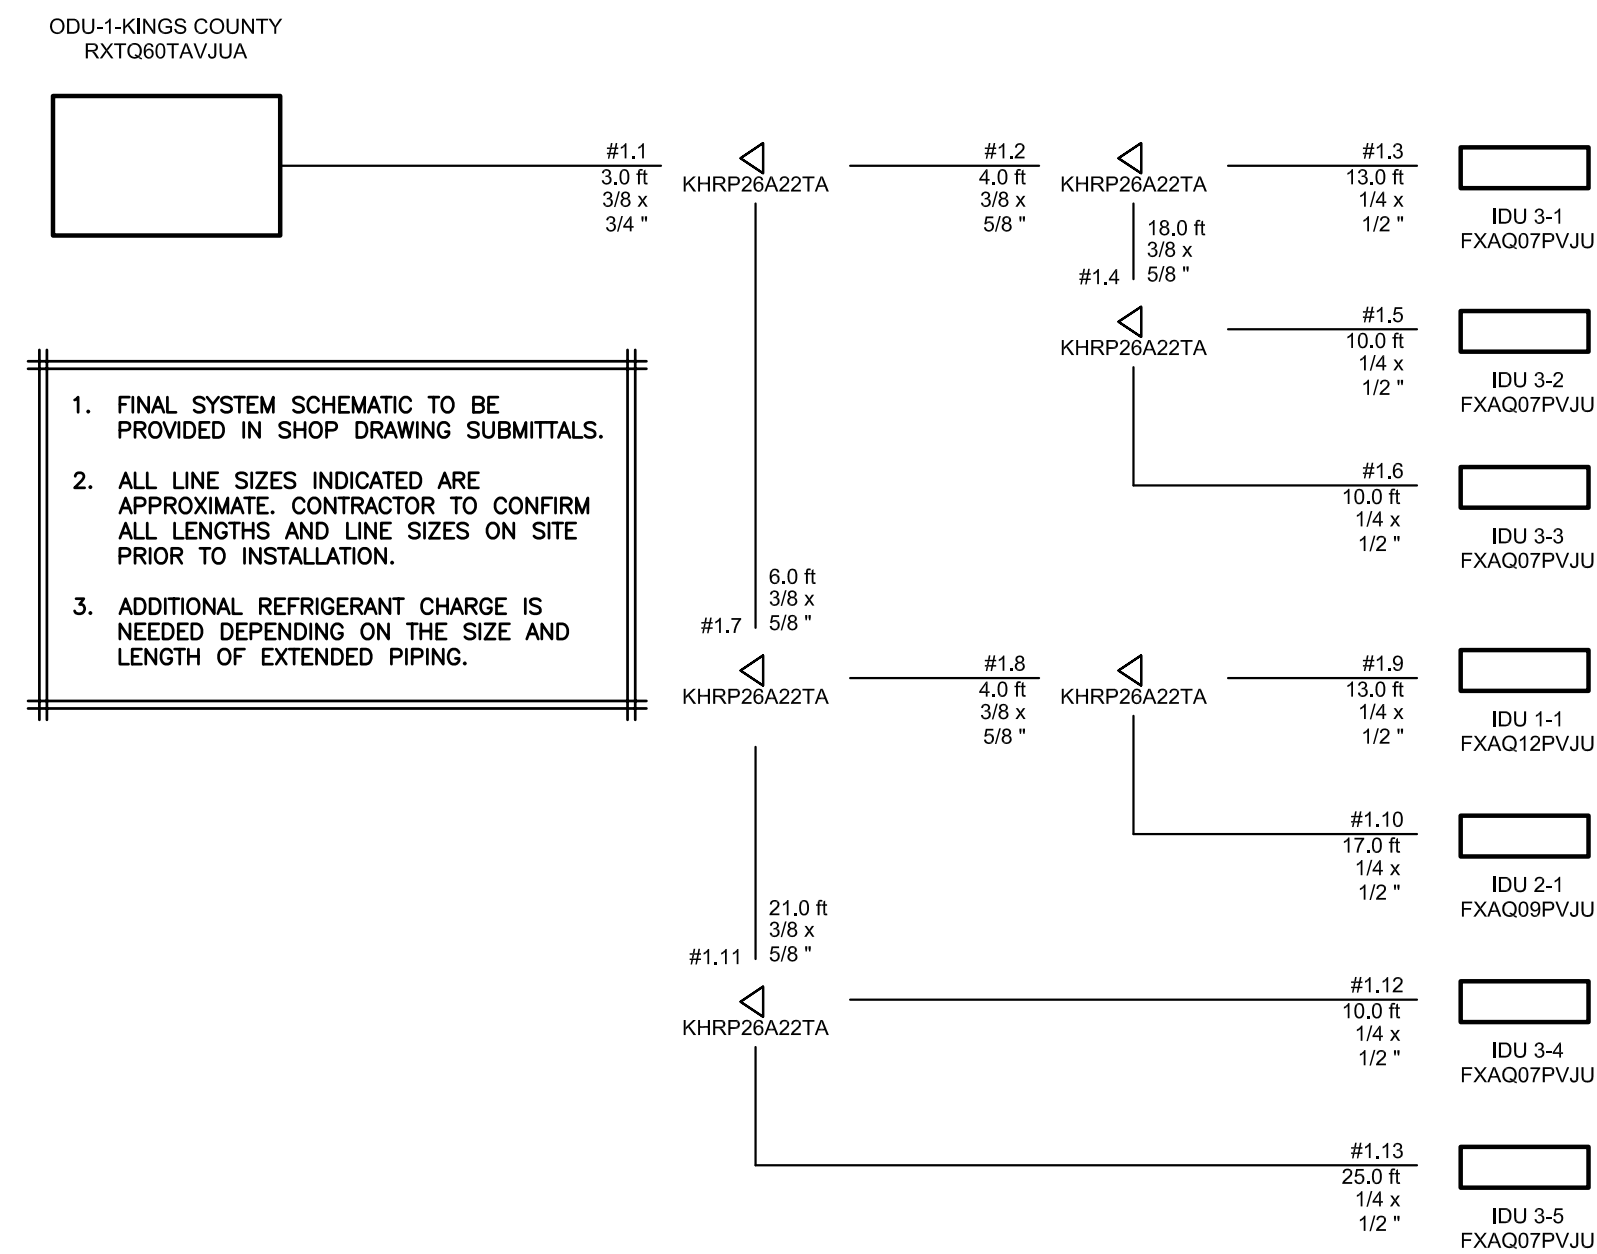 ODU-1-KINGS COUNTY
RXTQ60TAVJUA
#1.1
3.0 ft
3/8 x
3/4 "
KHRP26A22TA
#1.2
4.0 ft
3/8 x
5/8 "
KHRP26A22TA
#1.3
13.0 ft
1/4 x
1/2 "
IDU 3-1
FXAQ07PVJU
18.0 ft
3/8 x
5/8 "
#1.4
KHRP26A22TA
#1.5
10.0 ft
1/4 x
1/2 "
IDU 3-2
FXAQ07PVJU
#1.6
10.0 ft
1/4 x
1/2 "
IDU 3-3
FXAQ07PVJU
1. FINAL SYSTEM SCHEMATIC TO BE
PROVIDED IN SHOP DRAWING SUBMITTALS.
2. ALL LINE SIZES INDICATED ARE
APPROXIMATE. CONTRACTOR TO CONFIRM
ALL LENGTHS AND LINE SIZES ON SITE
PRIOR TO INSTALLATION.
3. ADDITIONAL REFRIGERANT CHARGE IS
NEEDED DEPENDING ON THE SIZE AND
LENGTH OF EXTENDED PIPING.
6.0 ft
3/8 x
5/8 "
#1.7
KHRP26A22TA
#1.8
4.0 ft
3/8 x
5/8 "
KHRP26A22TA
#1.9
13.0 ft
1/4 x
1/2 "
IDU 1-1
FXAQ12PVJU
#1.10
17.0 ft
1/4 x
1/2 "
IDU 2-1
FXAQ09PVJU
21.0 ft
3/8 x
5/8 "
#1.11
KHRP26A22TA
#1.12
10.0 ft
1/4 x
1/2 "
IDU 3-4
FXAQ07PVJU
#1.13
25.0 ft
1/4 x
1/2 "
IDU 3-5
FXAQ07PVJU